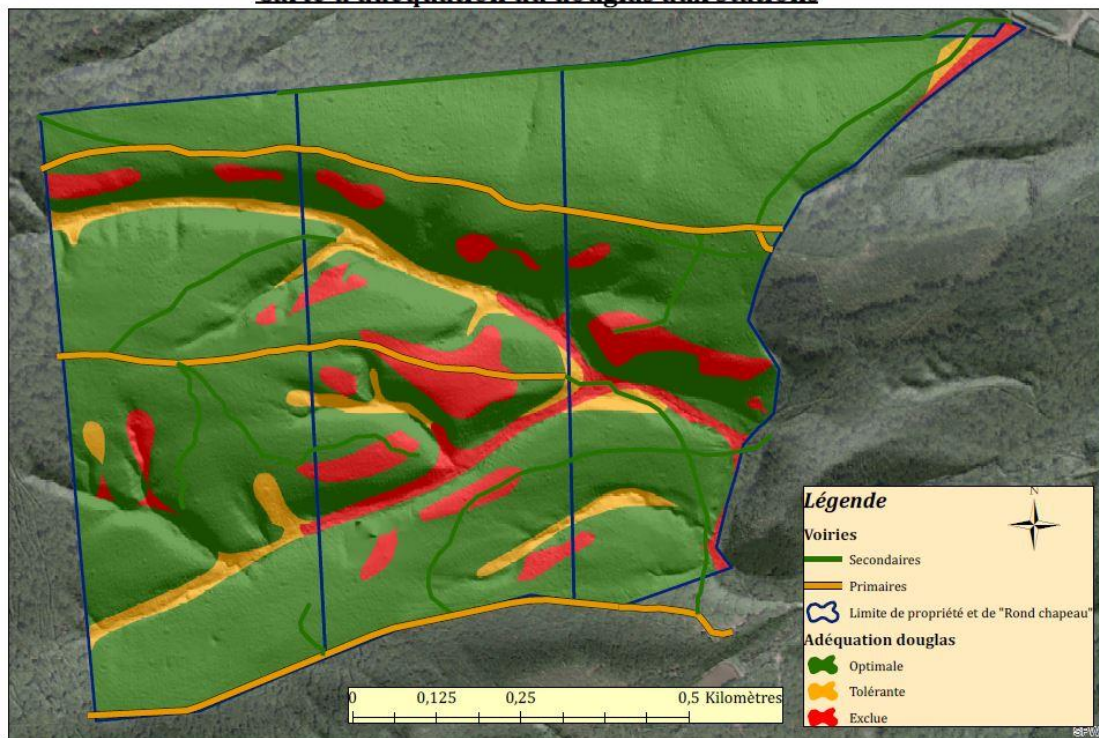 Légende
N
Voiries
Secondaires
Primaires
Limite de propriété et de "Rond chapeau"
Adéquation douglas
Optimale
Tolérante
Exclue
0 0,125 0,25 0,5 Kilomètres
SPW